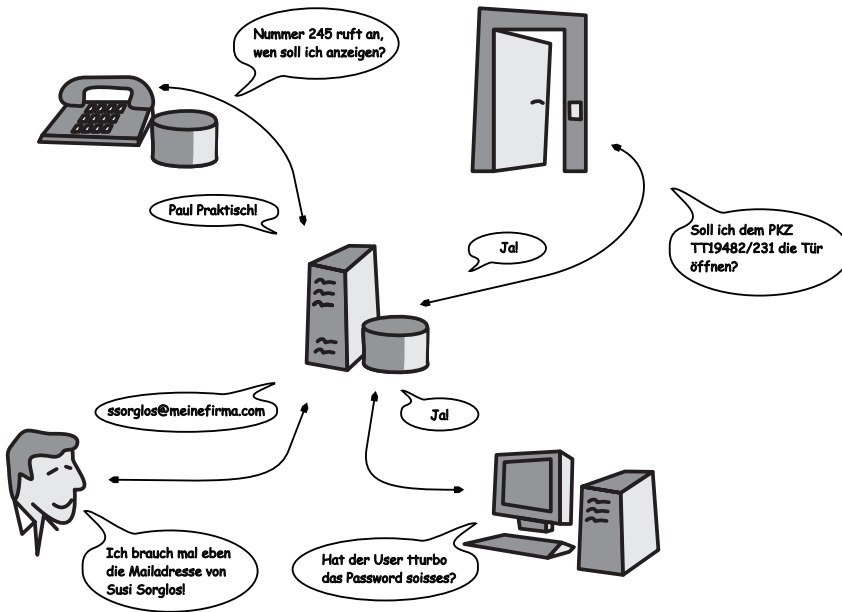 Nummer 245 ruft an,
wen soll ich anzeigen?
Paul Praktisch!
Ja!
Soll ich dem PKZ
TT19482/231 die Tür
öffnen?
ssorglos@meinefirma.com
Ja!
Ich brauch mal eben
die Mailadresse von
Susi Sorglos!
Hat der User tturbo
das Password soisses?